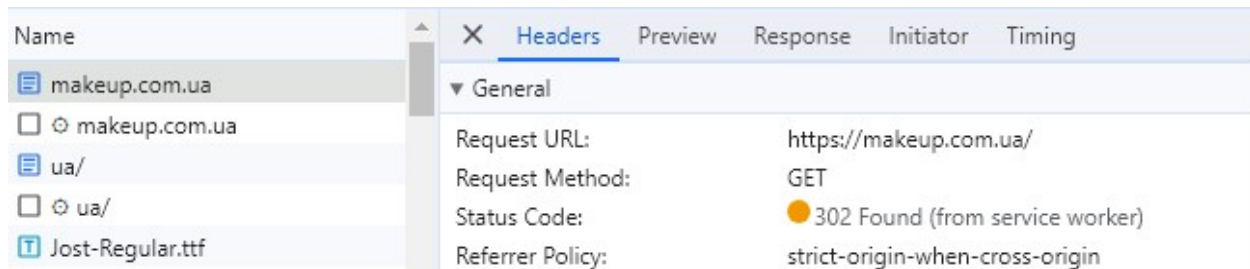 Name
makeup.com.ua
makeup.com.ua
ua/
ua/
Jost-Regular.ttf
Headers Preview Response Initiator Timing
General
Request URL: https://makeup.com.ua/
Request Method: GET
Status Code: 302 Found (from service worker)
Referrer Policy: strict-origin-when-cross-origin